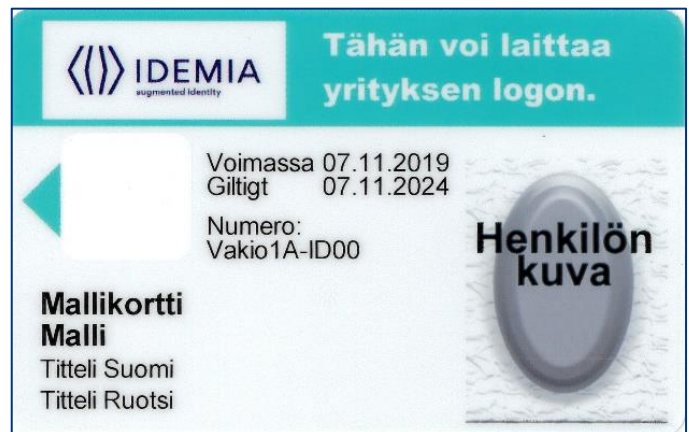 IDEMIA
augmented identity
Tähän voi laittaa
yrityksen logon.
Voimassa 07.11.2019
Giltigt 07.11.2024
Numero:
Vakio1A-ID00
Henkilön
kuva
Mallikortti
Malli
Titteli Suomi
Titteli Ruotsi